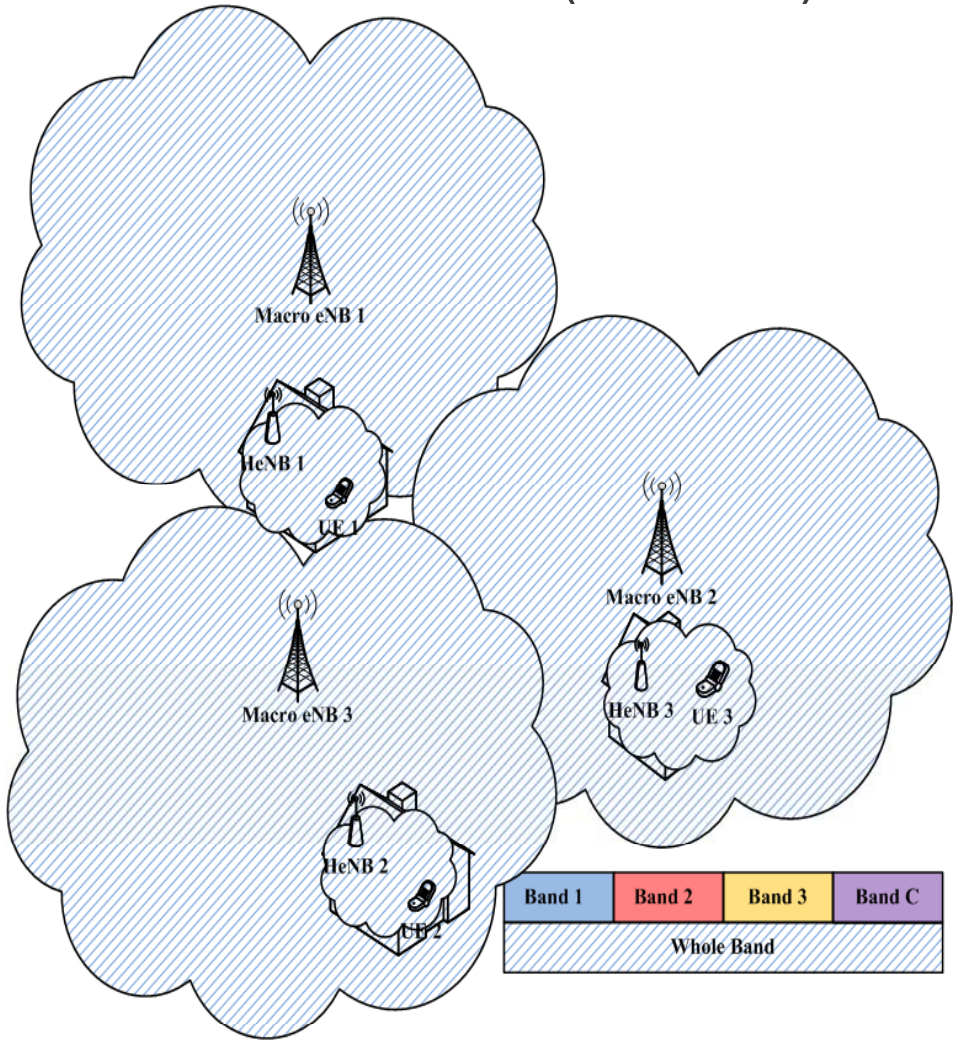 Macro eNB 1
HeNB 1
UE 1
Macro eNB 2
Macro eNB 3
HeNB 3
UE 3
HeNB 2
UE 2
Band 1 Band 2 Band 3 Band C
Whole Band